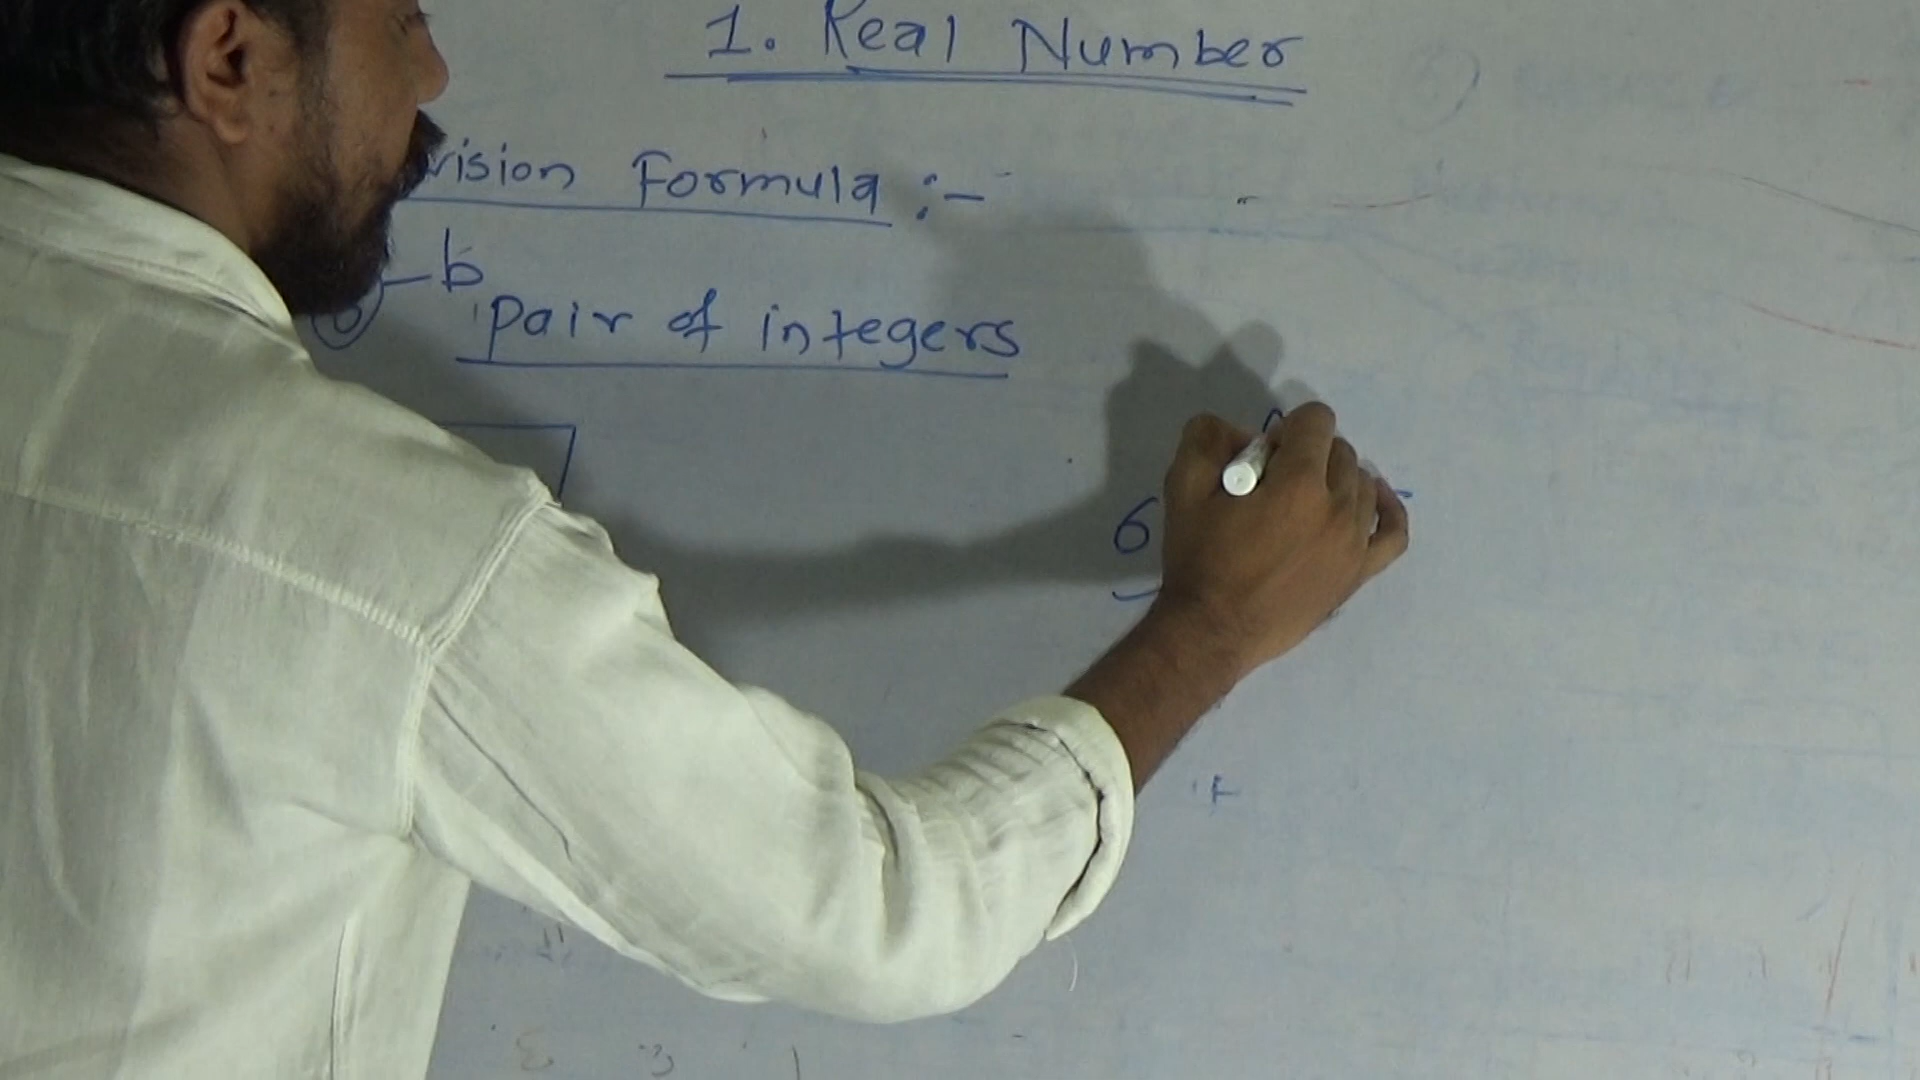 1. Real Number
vision Formula :-
b
pair of integers
6